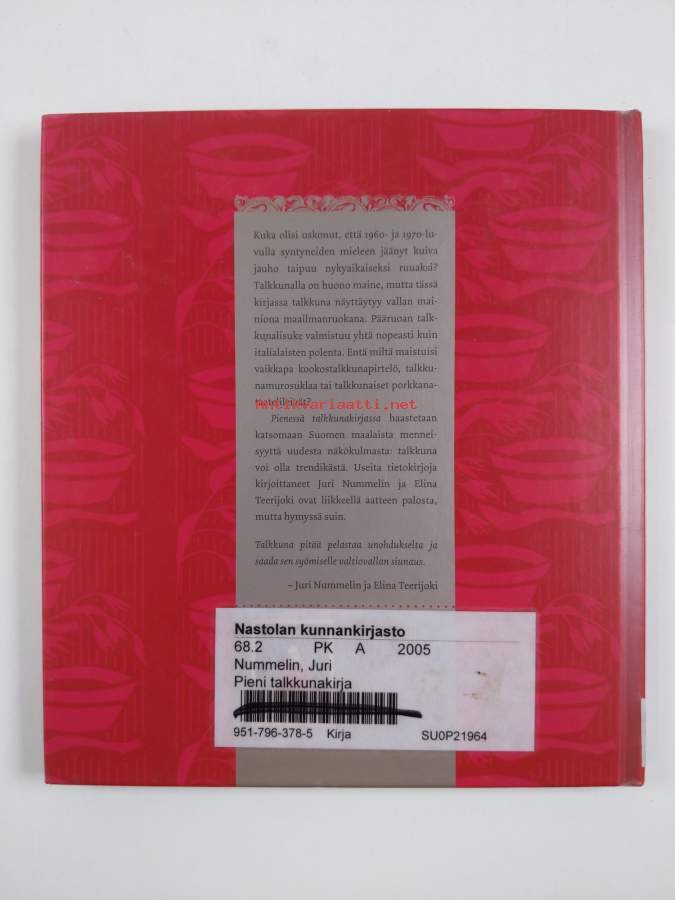 Kuka olisi uskonut, että 1960- ja 1970-lu-
vulla syntyneiden mieleen jäänyt kuiva
jauho taipuu nykyaikaiseksi ruuaksi?
Talkkunalla on huono maine, mutta tässä
kirjassa talkkuna näyttäytyy vallan mai-
niona maailmanruokana. Pääruoan talk-
kunalisuke valmistuu yhtä nopeasti kuin
italialaisten polenta. Entä miltä maistuisi
vaikkapa kookostalkkunapirtelö, talkku-
namurosuklaa tai talkkunaiset porkkana-
Antikvariaatti.net
Pienessä talkkunakirjassa haastetaan
katsomaan Suomen maalaista mennei-
syyttä uudesta näkökulmasta: talkkuna
voi olla trendikästä. Useita tietokirjoja
kirjoittaneet Juri Nummelin ja Elina
Teerijoki ovat liikkeellä aatteen palosta,
mutta hymyssä suin.
Talkkuna pitää pelastaa unohdukselta ja
saada sen syömiselle valtiovallan siunaus.
– Juri Nummelin ja Elina Teerijoki
Nastolan kunnankirjasto
68.2 PK A 2005
Nummelin, Juri
Pieni talkkunakirja
951-796-378-5 Kirja SU0P21964